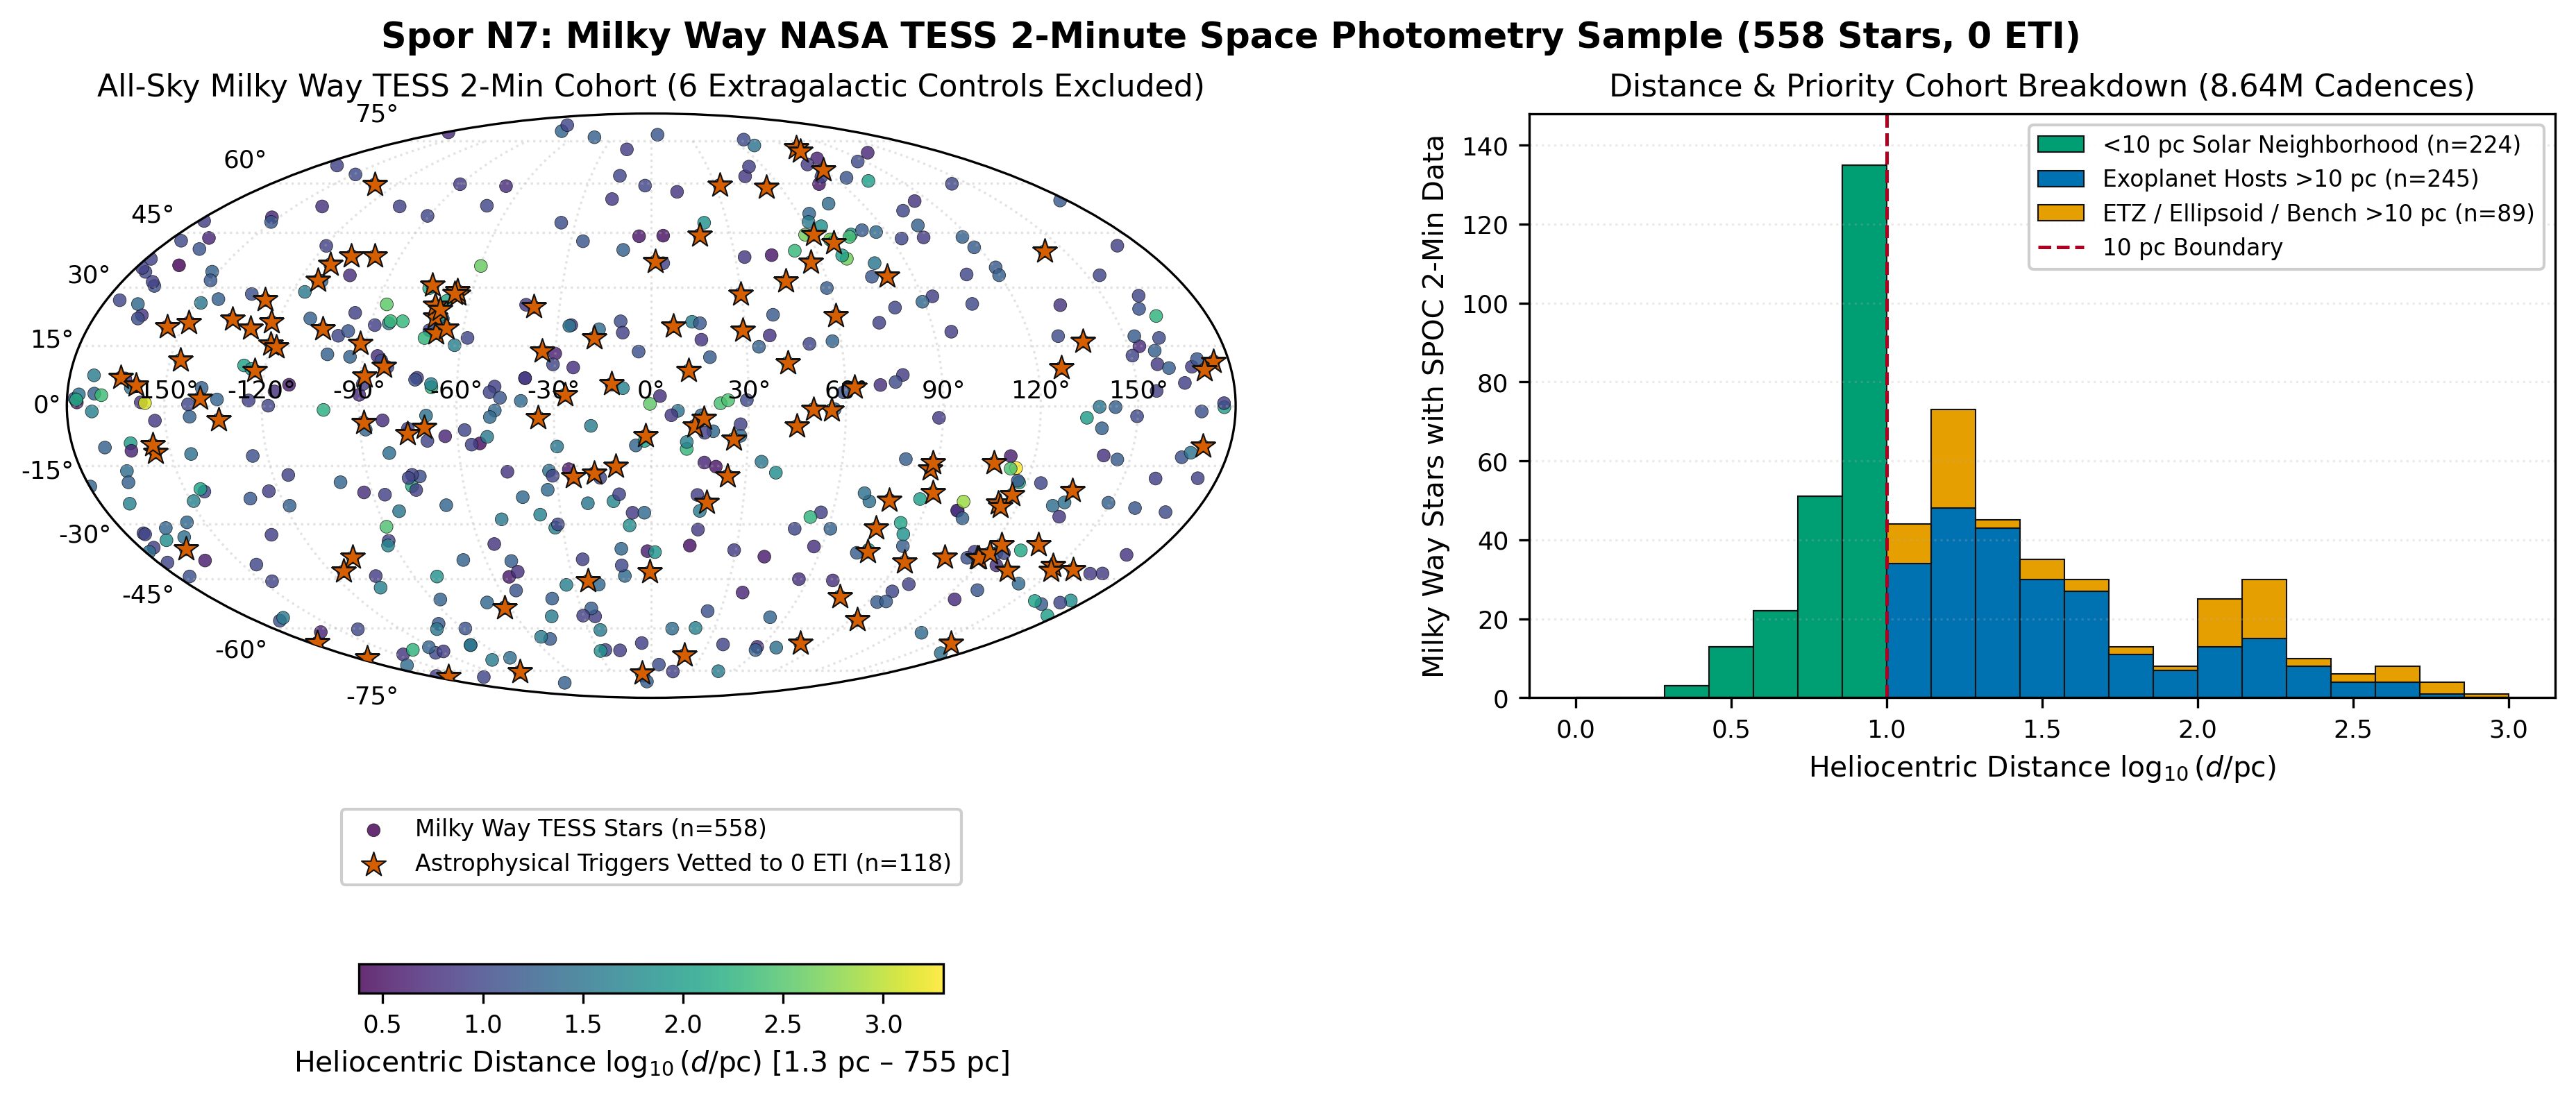 Spor N7: Milky Way NASA TESS 2-Minute Space Photometry Sample (558 Stars, 0 ETI)
All-Sky Milky Way TESS 2-Min Cohort (6 Extragalactic Controls Excluded)
75°
60°
45°
30°
15°
0°
-15°
-30°
-45°
-60°
-75°
-150° -120° -90° -60° -30° 0° 30° 60° 90° 120° 150°
Milky Way TESS Stars (n=558)
Astrophysical Triggers Vetted to 0 ETI (n=118)
0.5 1.0 1.5 2.0 2.5 3.0
Heliocentric Distance log₁₀(d/pc) [1.3 pc – 755 pc]
Distance & Priority Cohort Breakdown (8.64M Cadences)
Milky Way Stars with SPOC 2-Min Data
140
120
100
80
60
40
20
0
<10 pc Solar Neighborhood (n=224)
Exoplanet Hosts >10 pc (n=245)
ETZ / Ellipsoid / Bench >10 pc (n=89)
10 pc Boundary
0.0 0.5 1.0 1.5 2.0 2.5 3.0
Heliocentric Distance log₁₀(d/pc)